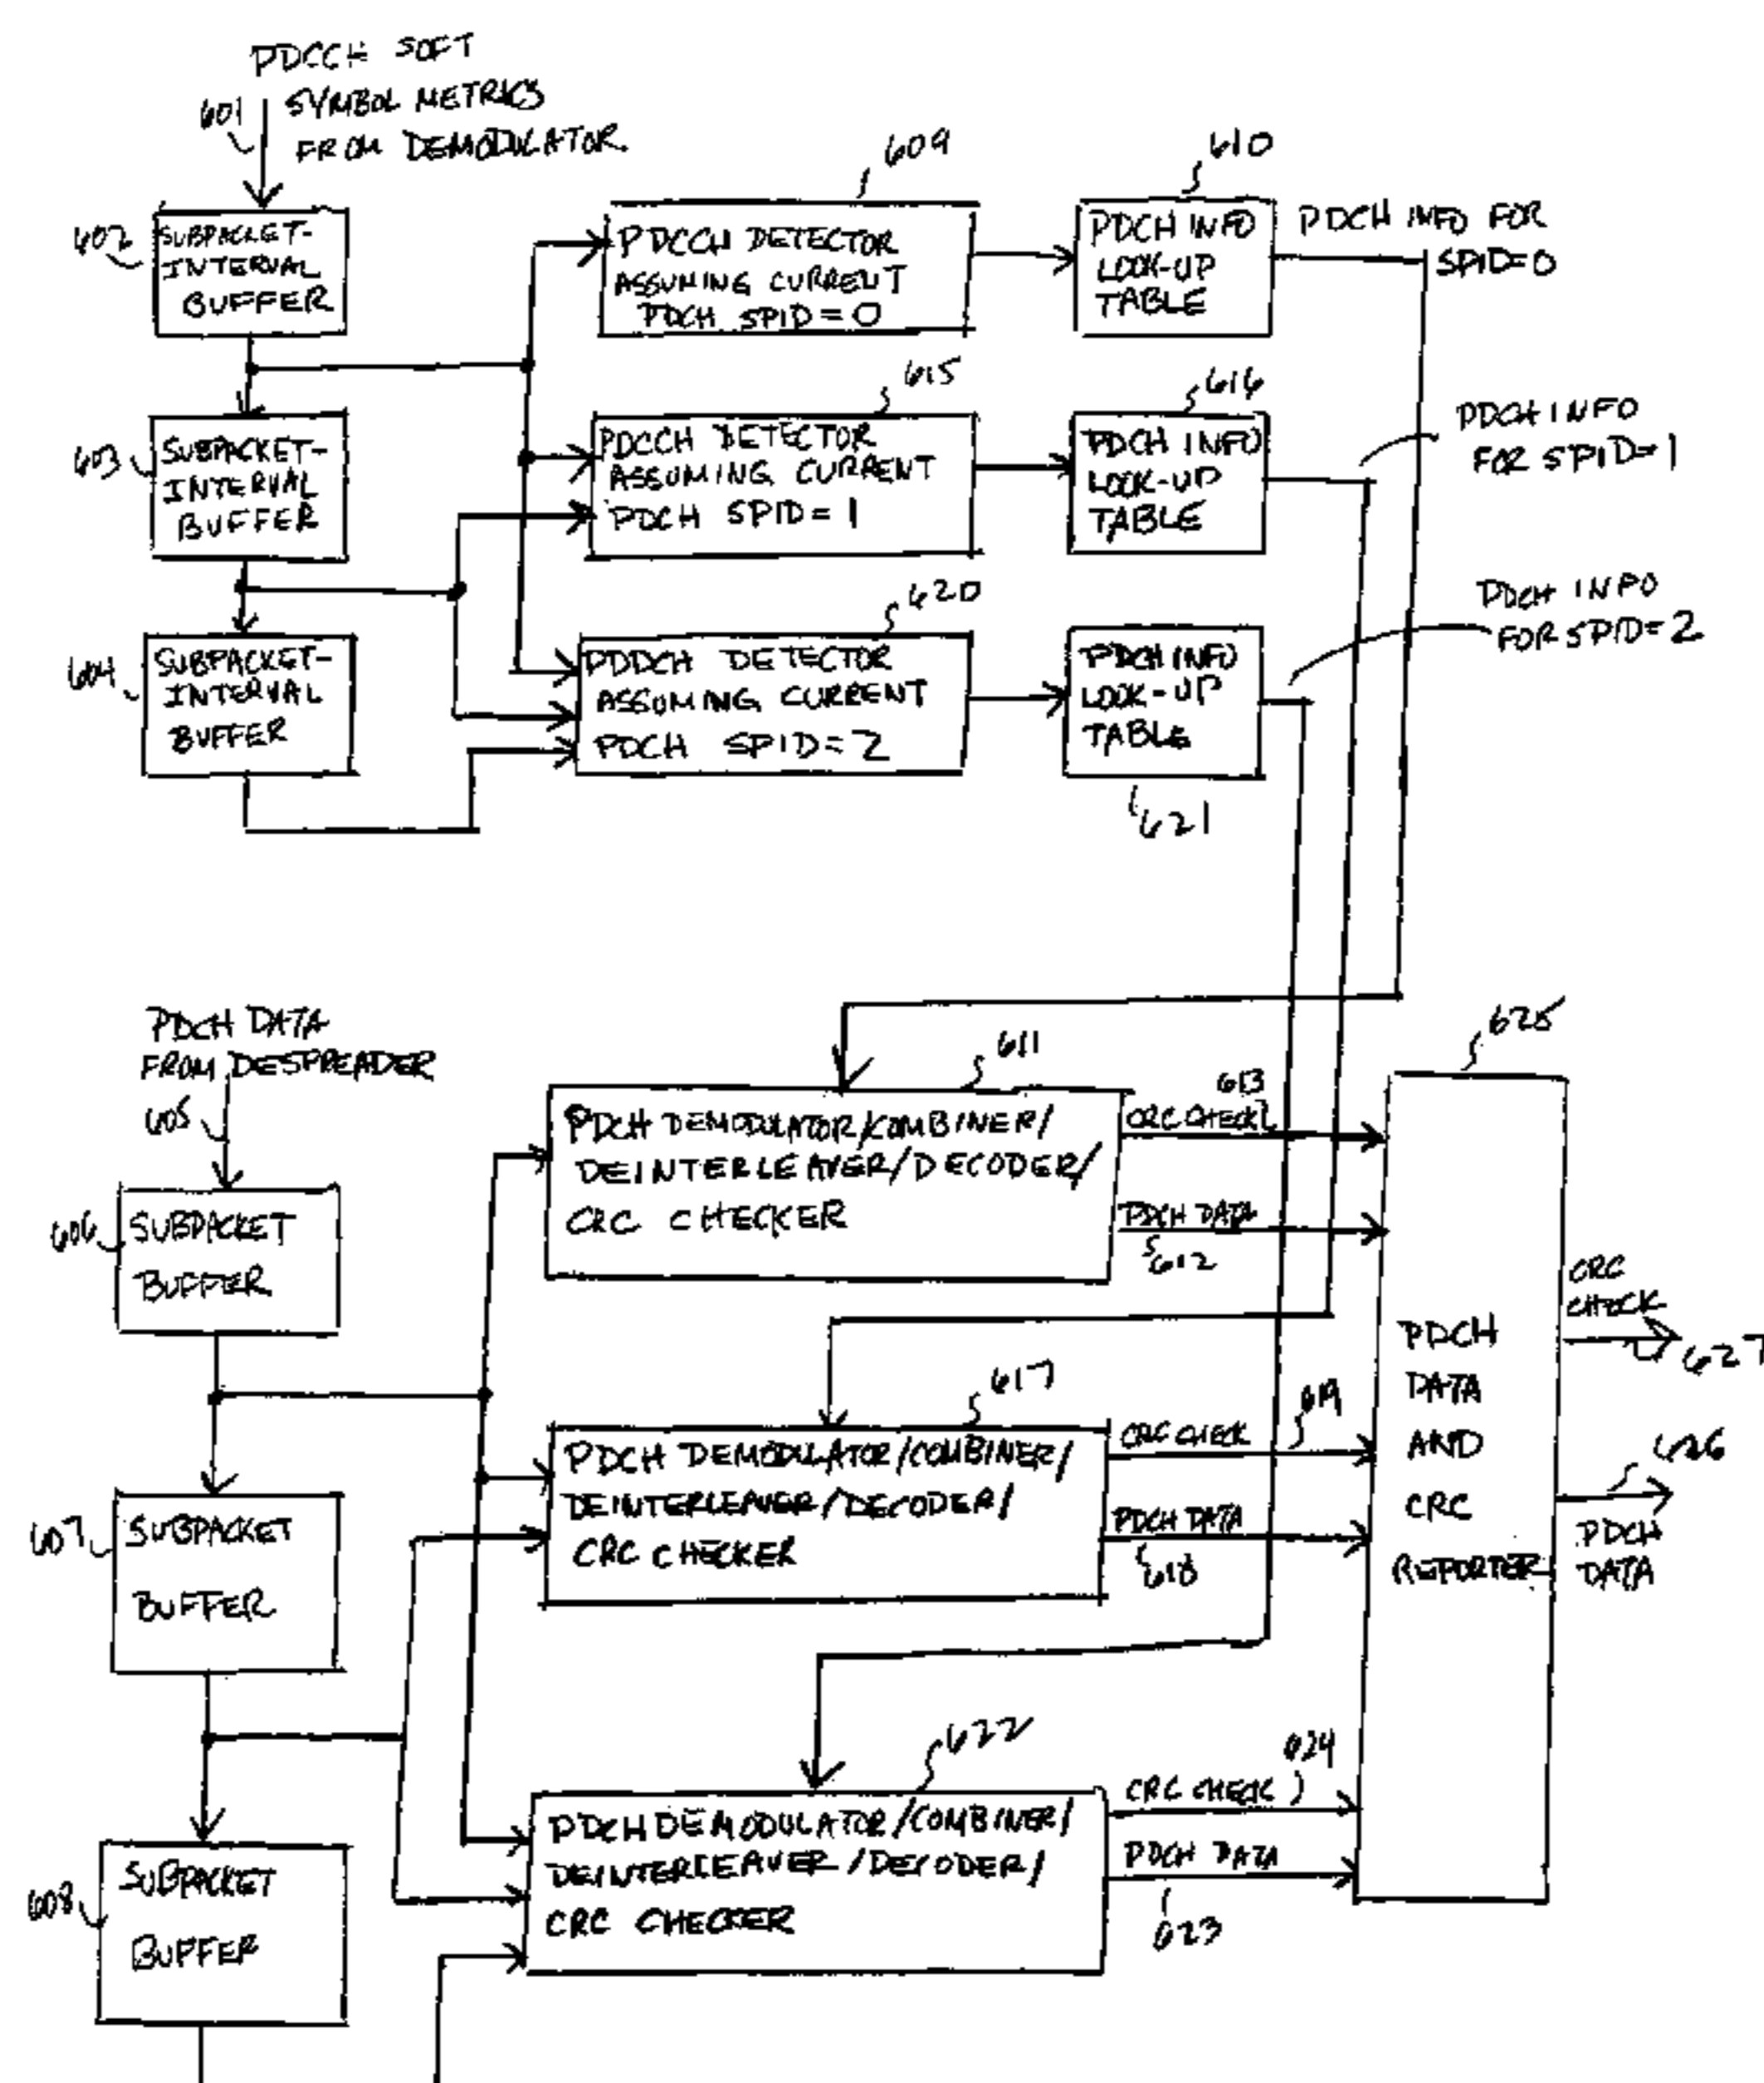 PDCCH SOFT
SYMBOL METRICS
FROM DEMODULATOR
601
602
SUBPACKET-
INTERVAL
BUFFER
609
PDCCH DETECTOR
ASSUMING CURRENT
PDCH SPID=0
610
PDCH INFO
LOOK-UP
TABLE
PDCH INFO FOR
SPID=0
603
SUBPACKET-
INTERVAL
BUFFER
615
PDCCH DETECTOR
ASSUMING CURRENT
PDCH SPID=1
616
PDCH INFO
LOOK-UP
TABLE
PDCH INFO
FOR SPID=1
604
SUBPACKET-
INTERVAL
BUFFER
620
PDDCH DETECTOR
ASSUMING CURRENT
PDCH SPID=2
PDCH INFO
LOOK-UP
TABLE
621
PDCH INFO
FOR SPID=2
PDCH DATA
FROM DESPREADER
605
606
SUBPACKET
BUFFER
611
PDCH DEMODULATOR/COMBINER/
DEINTERLEAVER/DECODER/
CRC CHECKER
613
CRC CHECK
PDCH DATA
612
625
PDCH
DATA
AND
CRC
REPORTER
CRC
CHECK
627
626
PDCH
DATA
607
SUBPACKET
BUFFER
617
PDCH DEMODULATOR/COMBINER/
DEINTERLEAVER/DECODER/
CRC CHECKER
CRC CHECK
619
PDCH DATA
618
608
SUBPACKET
BUFFER
622
PDCH DEMODULATOR/COMBINER/
DEINTERLEAVER/DECODER/
CRC CHECKER
624
CRC CHECK
PDCH DATA
623